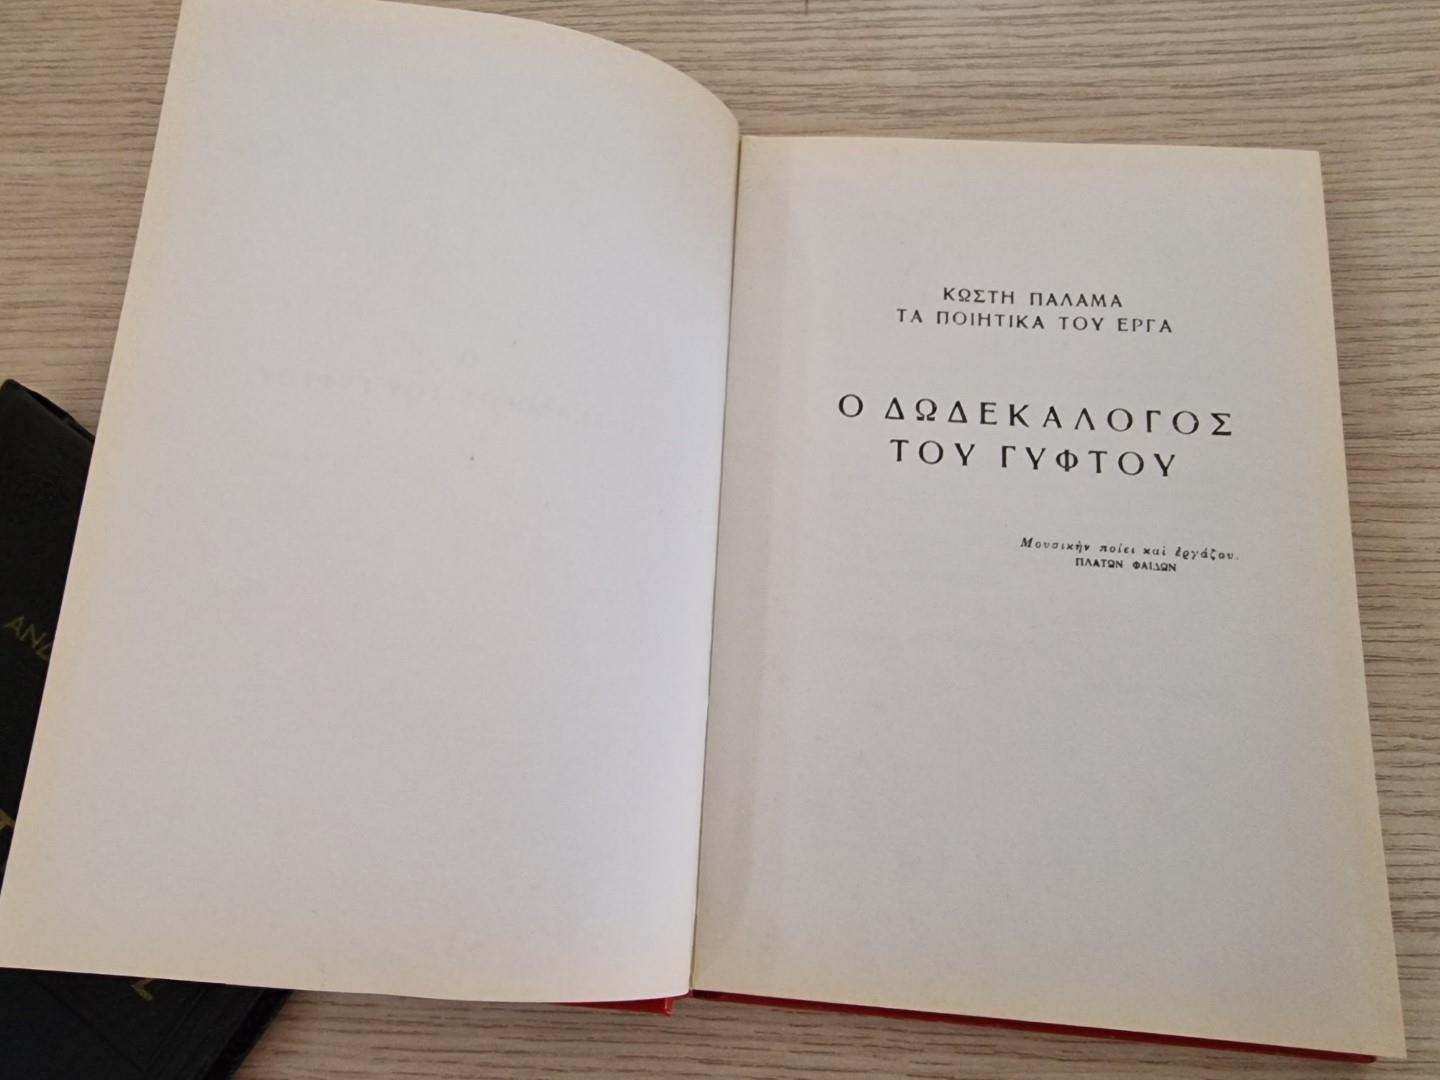 ΚΩΣΤΗ ΠΑΛΑΜΑ
ΤΑ ΠΟΙΗΤΙΚΑ ΤΟΥ ΕΡΓΑ
Ο ΔΩΔΕΚΑΛΟΓΟΣ
ΤΟΥ ΓΥΦΤΟΥ
Μουσικὴν ποίει καὶ ἐργάζου.
ΠΛΑΤΩΝ ΦΑΙΔΩΝ